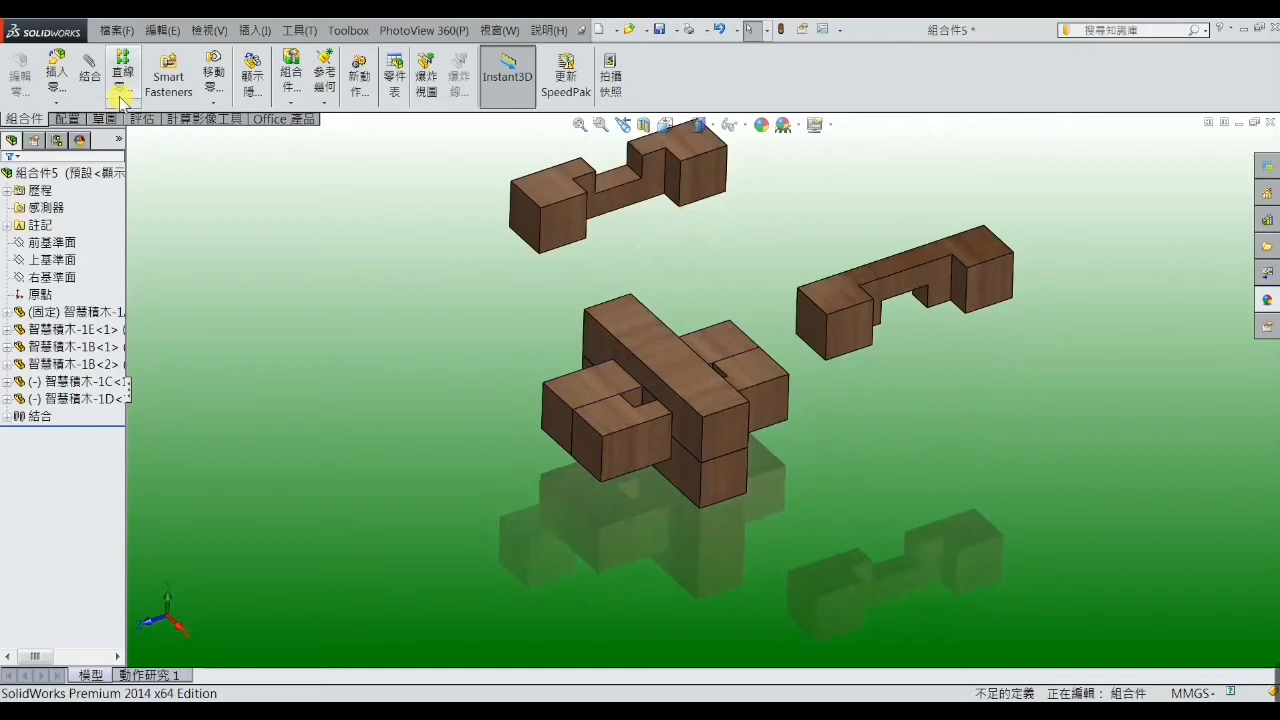 SOLIDWORKS 檔案(F) 編輯(E) 檢視(V) 插入(I) 工具(T) Toolbox PhotoView 360(P) 視窗(W) 說明(H) 組合件5 * 搜尋知識庫
編輯零... 插入零... 結合 直線零... Smart Fasteners 移動零... 顯示隱... 組合件... 參考幾何 新動作... 零件表 爆炸視圖 爆炸線... Instant3D 更新 SpeedPak 拍攝快照
組合件 配置 草圖 評估 計算影像工具 Office 產品
組合件5 (預設<顯示
歷程
感測器
註記
前基準面
上基準面
右基準面
原點
(固定) 智慧積木-1
智慧積木-1E<1> (
智慧積木-1B<1> (
智慧積木-1B<2> (
(-) 智慧積木-1C<1
(-) 智慧積木-1D<
結合
模型 動作研究 1
SolidWorks Premium 2014 x64 Edition 不足的定義 正在編輯： 組合件 MMGS